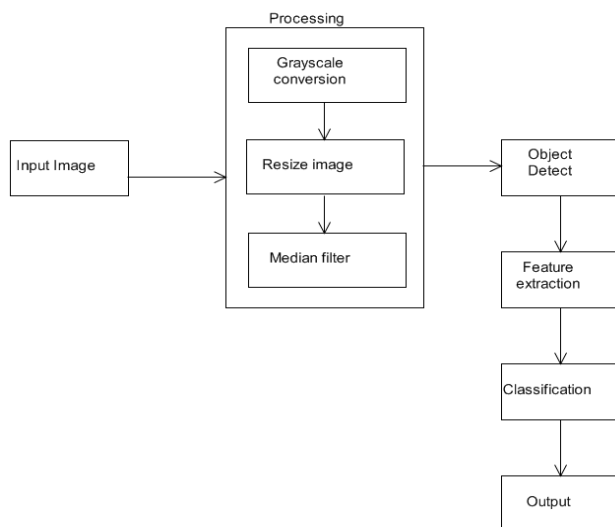 Processing
Grayscale
conversion
Input Image
Resize image
Median filter
Object
Detect
Feature
extraction
Classification
Output